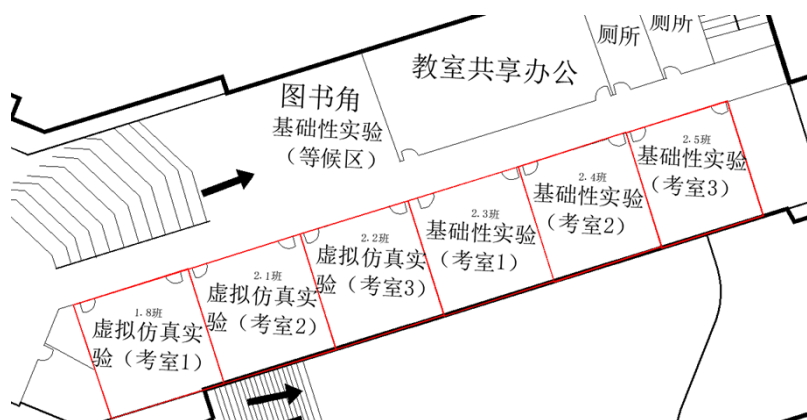 厕所
厕所
教室共享办公
图书角
基础性实验
（等候区）
2.5班
基础性实验
（考室3）
2.4班
基础性实验
（考室2）
2.3班
基础性实验
（考室1）
2.2班
虚拟仿真实
验（考室3）
2.1班
虚拟仿真实
验（考室2）
1.8班
虚拟仿真实
验（考室1）